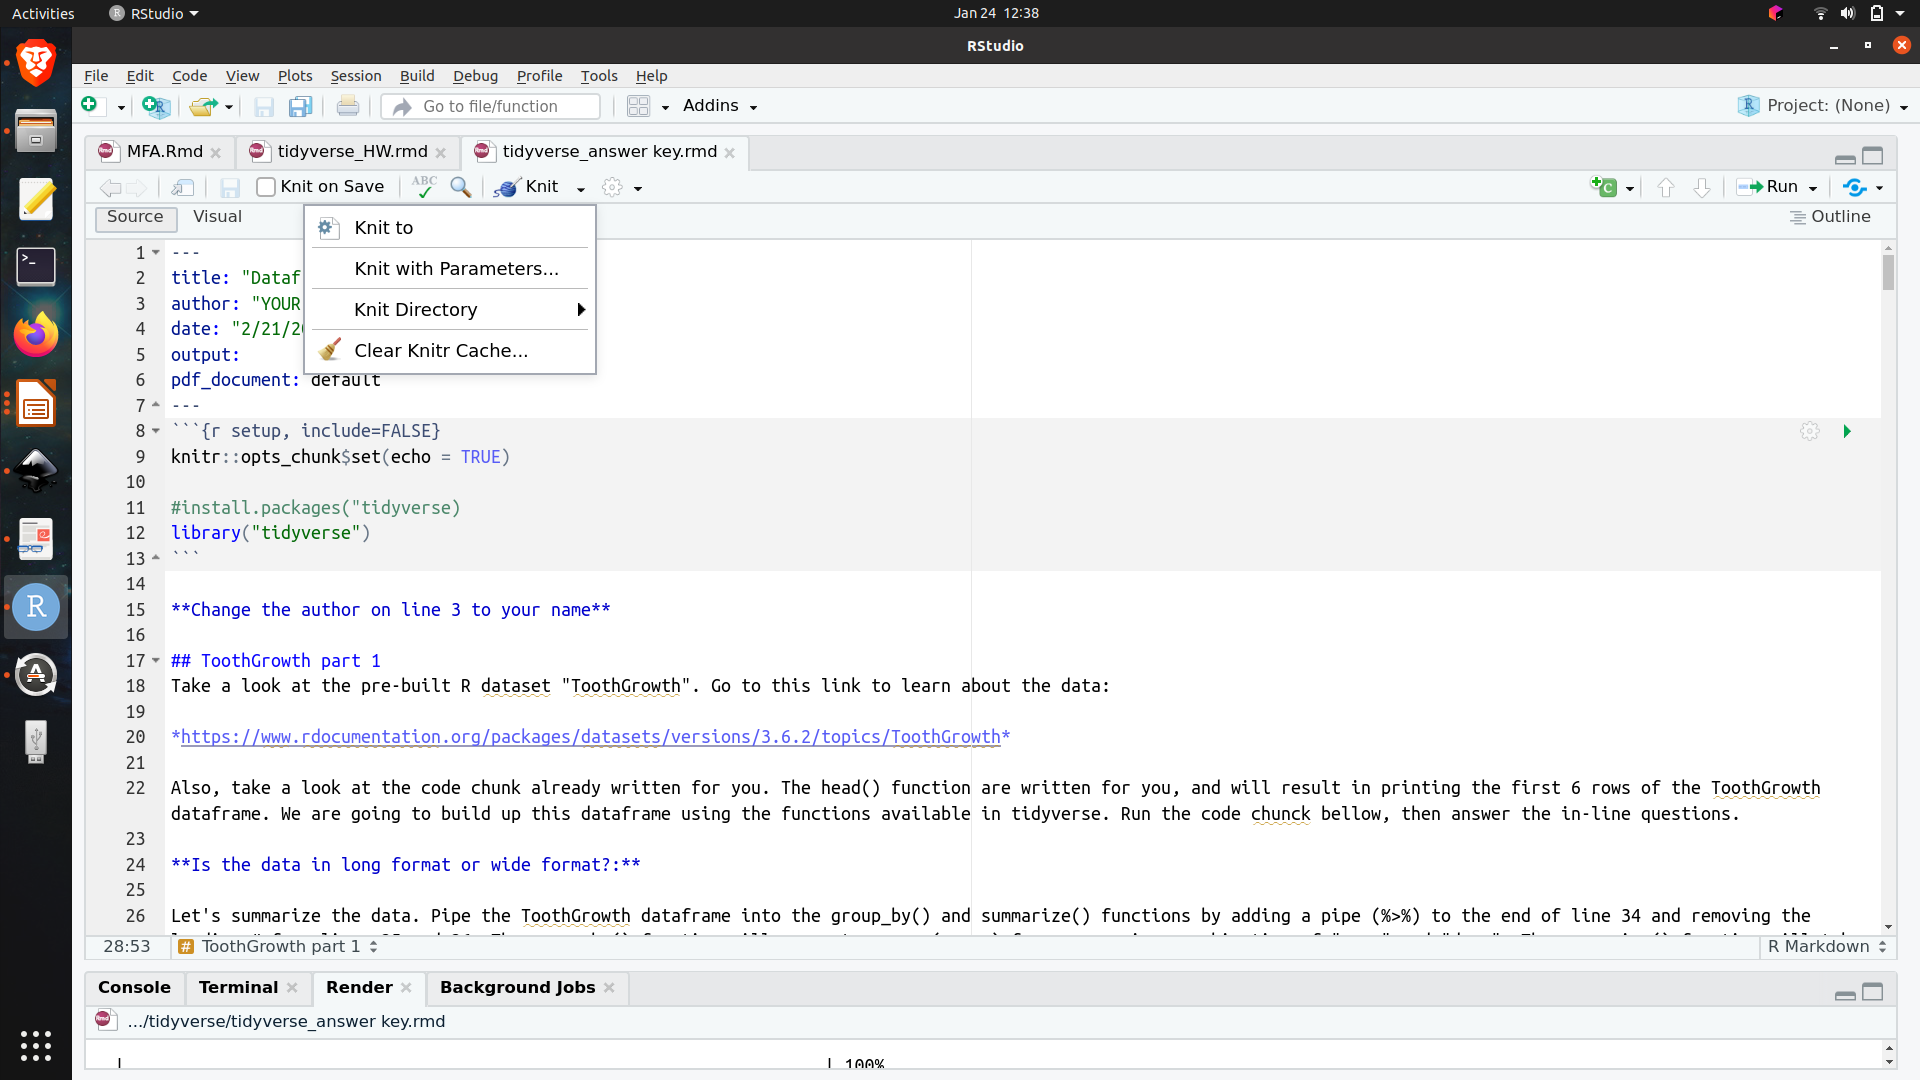 Activities
RStudio
Jan 24 12:38
RStudio
File Edit Code View Plots Session Build Debug Profile Tools Help
Go to file/function
Addins
Project: (None)
MFA.Rmd
tidyverse_HW.rmd
tidyverse_answer key.rmd
Knit on Save
ABC
Knit
Run
Source
Visual
Outline
Knit to
Knit with Parameters...
Knit Directory
Clear Knitr Cache...
1 ---
2 title: "Dataf
3 author: "YOUR
4 date: "2/21/2
5 output:
6 pdf_document: default
7 ---
8 ```{r setup, include=FALSE}
9 knitr::opts_chunk$set(echo = TRUE)
10
11 #install.packages("tidyverse)
12 library("tidyverse")
13 ```
14
15 **Change the author on line 3 to your name**
16
17 ## ToothGrowth part 1
18 Take a look at the pre-built R dataset "ToothGrowth". Go to this link to learn about the data:
19
20 *https://www.rdocumentation.org/packages/datasets/versions/3.6.2/topics/ToothGrowth*
21
22 Also, take a look at the code chunk already written for you. The head() function are written for you, and will result in printing the first 6 rows of the ToothGrowth
dataframe. We are going to build up this dataframe using the functions available in tidyverse. Run the code chunck bellow, then answer the in-line questions.
23
24 **Is the data in long format or wide format?:**
25
26 Let's summarize the data. Pipe the ToothGrowth dataframe into the group_by() and summarize() functions by adding a pipe (%>%) to the end of line 34 and removing the
28:53
# ToothGrowth part 1
R Markdown
Console
Terminal
Render
Background Jobs
.../tidyverse/tidyverse_answer key.rmd
| | 100%